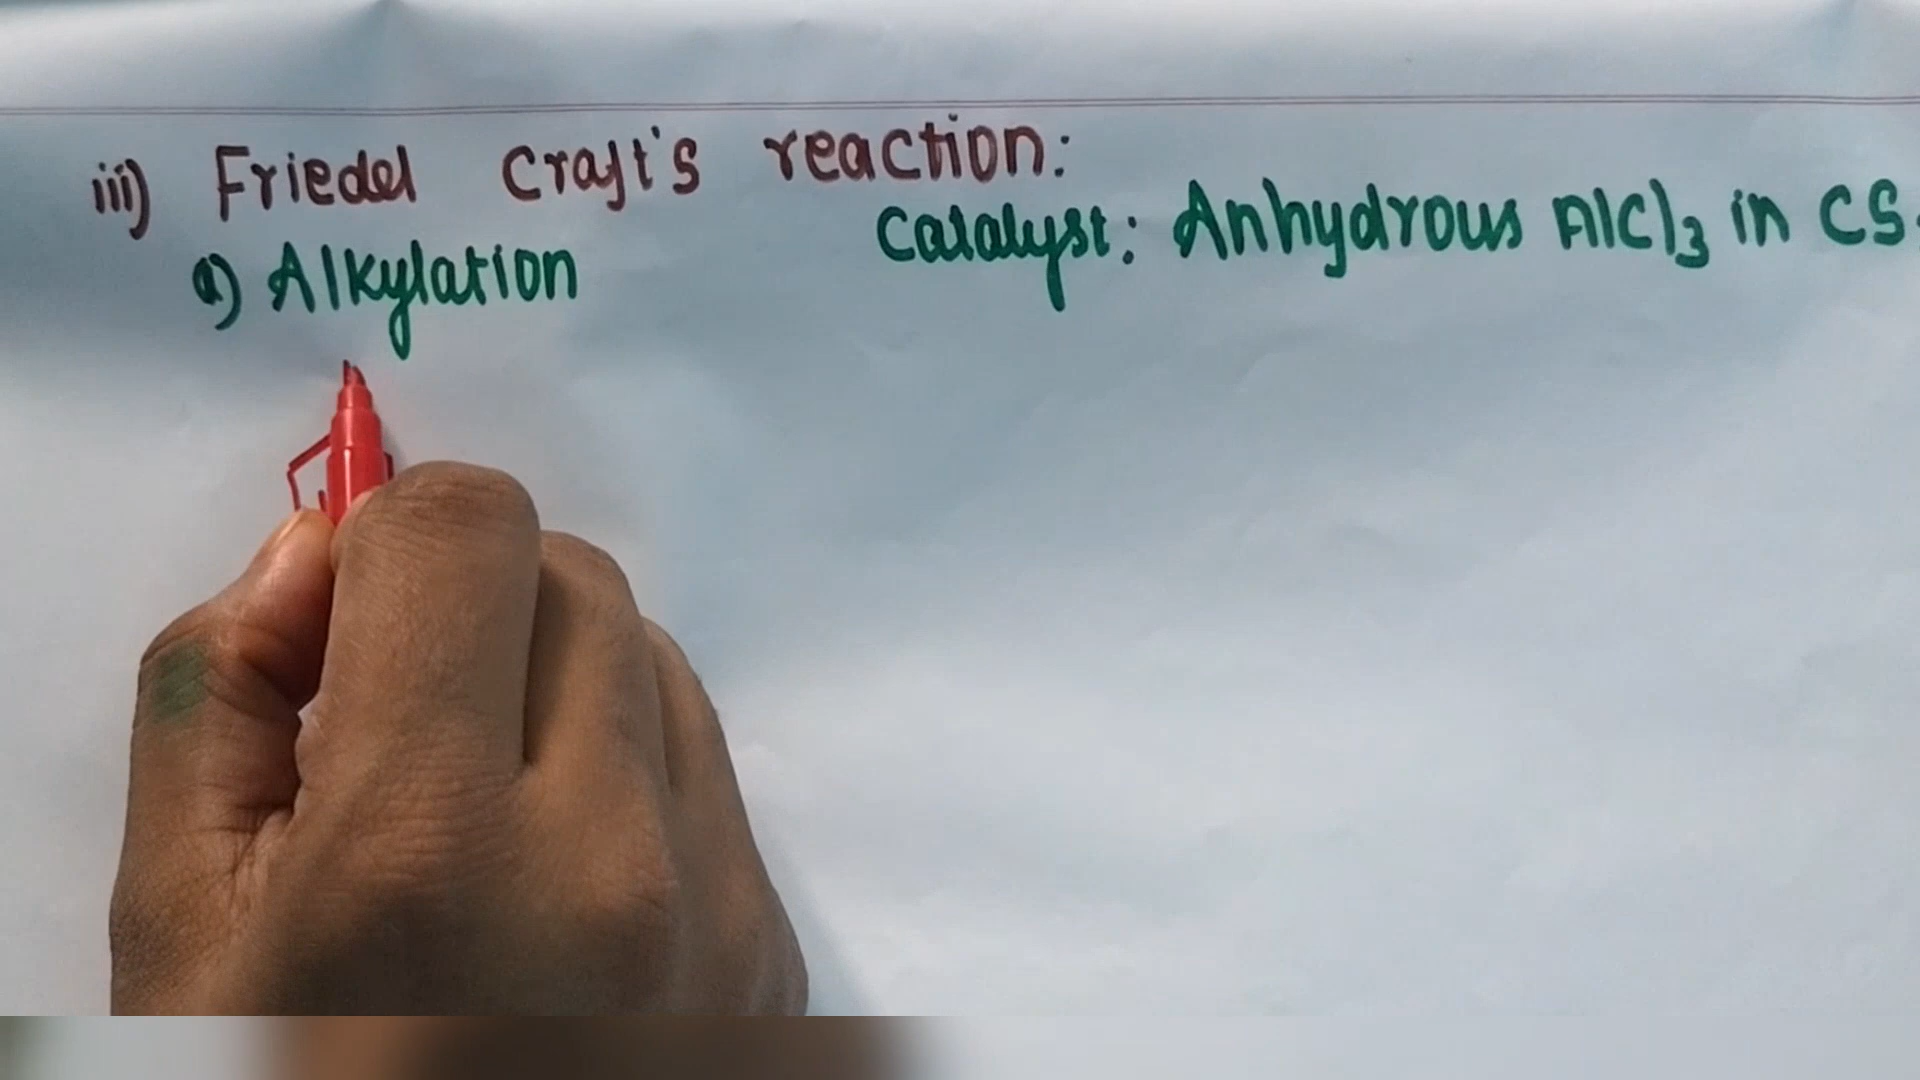 iii) Friedel Craft's reaction:
Catalyst: Anhydrous AlCl3 in CS
a) Alkylation